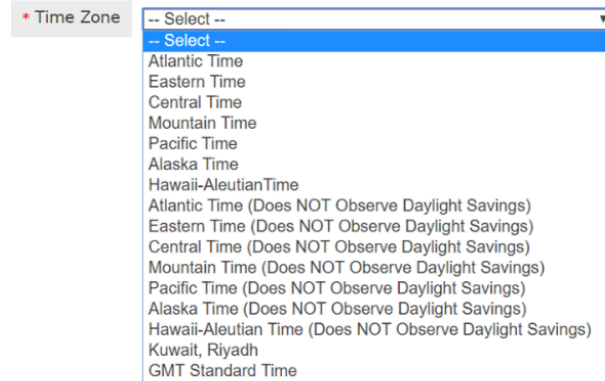 * Time Zone
-- Select --
-- Select --
Atlantic Time
Eastern Time
Central Time
Mountain Time
Pacific Time
Alaska Time
Hawaii-AleutianTime
Atlantic Time (Does NOT Observe Daylight Savings)
Eastern Time (Does NOT Observe Daylight Savings)
Central Time (Does NOT Observe Daylight Savings)
Mountain Time (Does NOT Observe Daylight Savings)
Pacific Time (Does NOT Observe Daylight Savings)
Alaska Time (Does NOT Observe Daylight Savings)
Hawaii-Aleutian Time (Does NOT Observe Daylight Savings)
Kuwait, Riyadh
GMT Standard Time